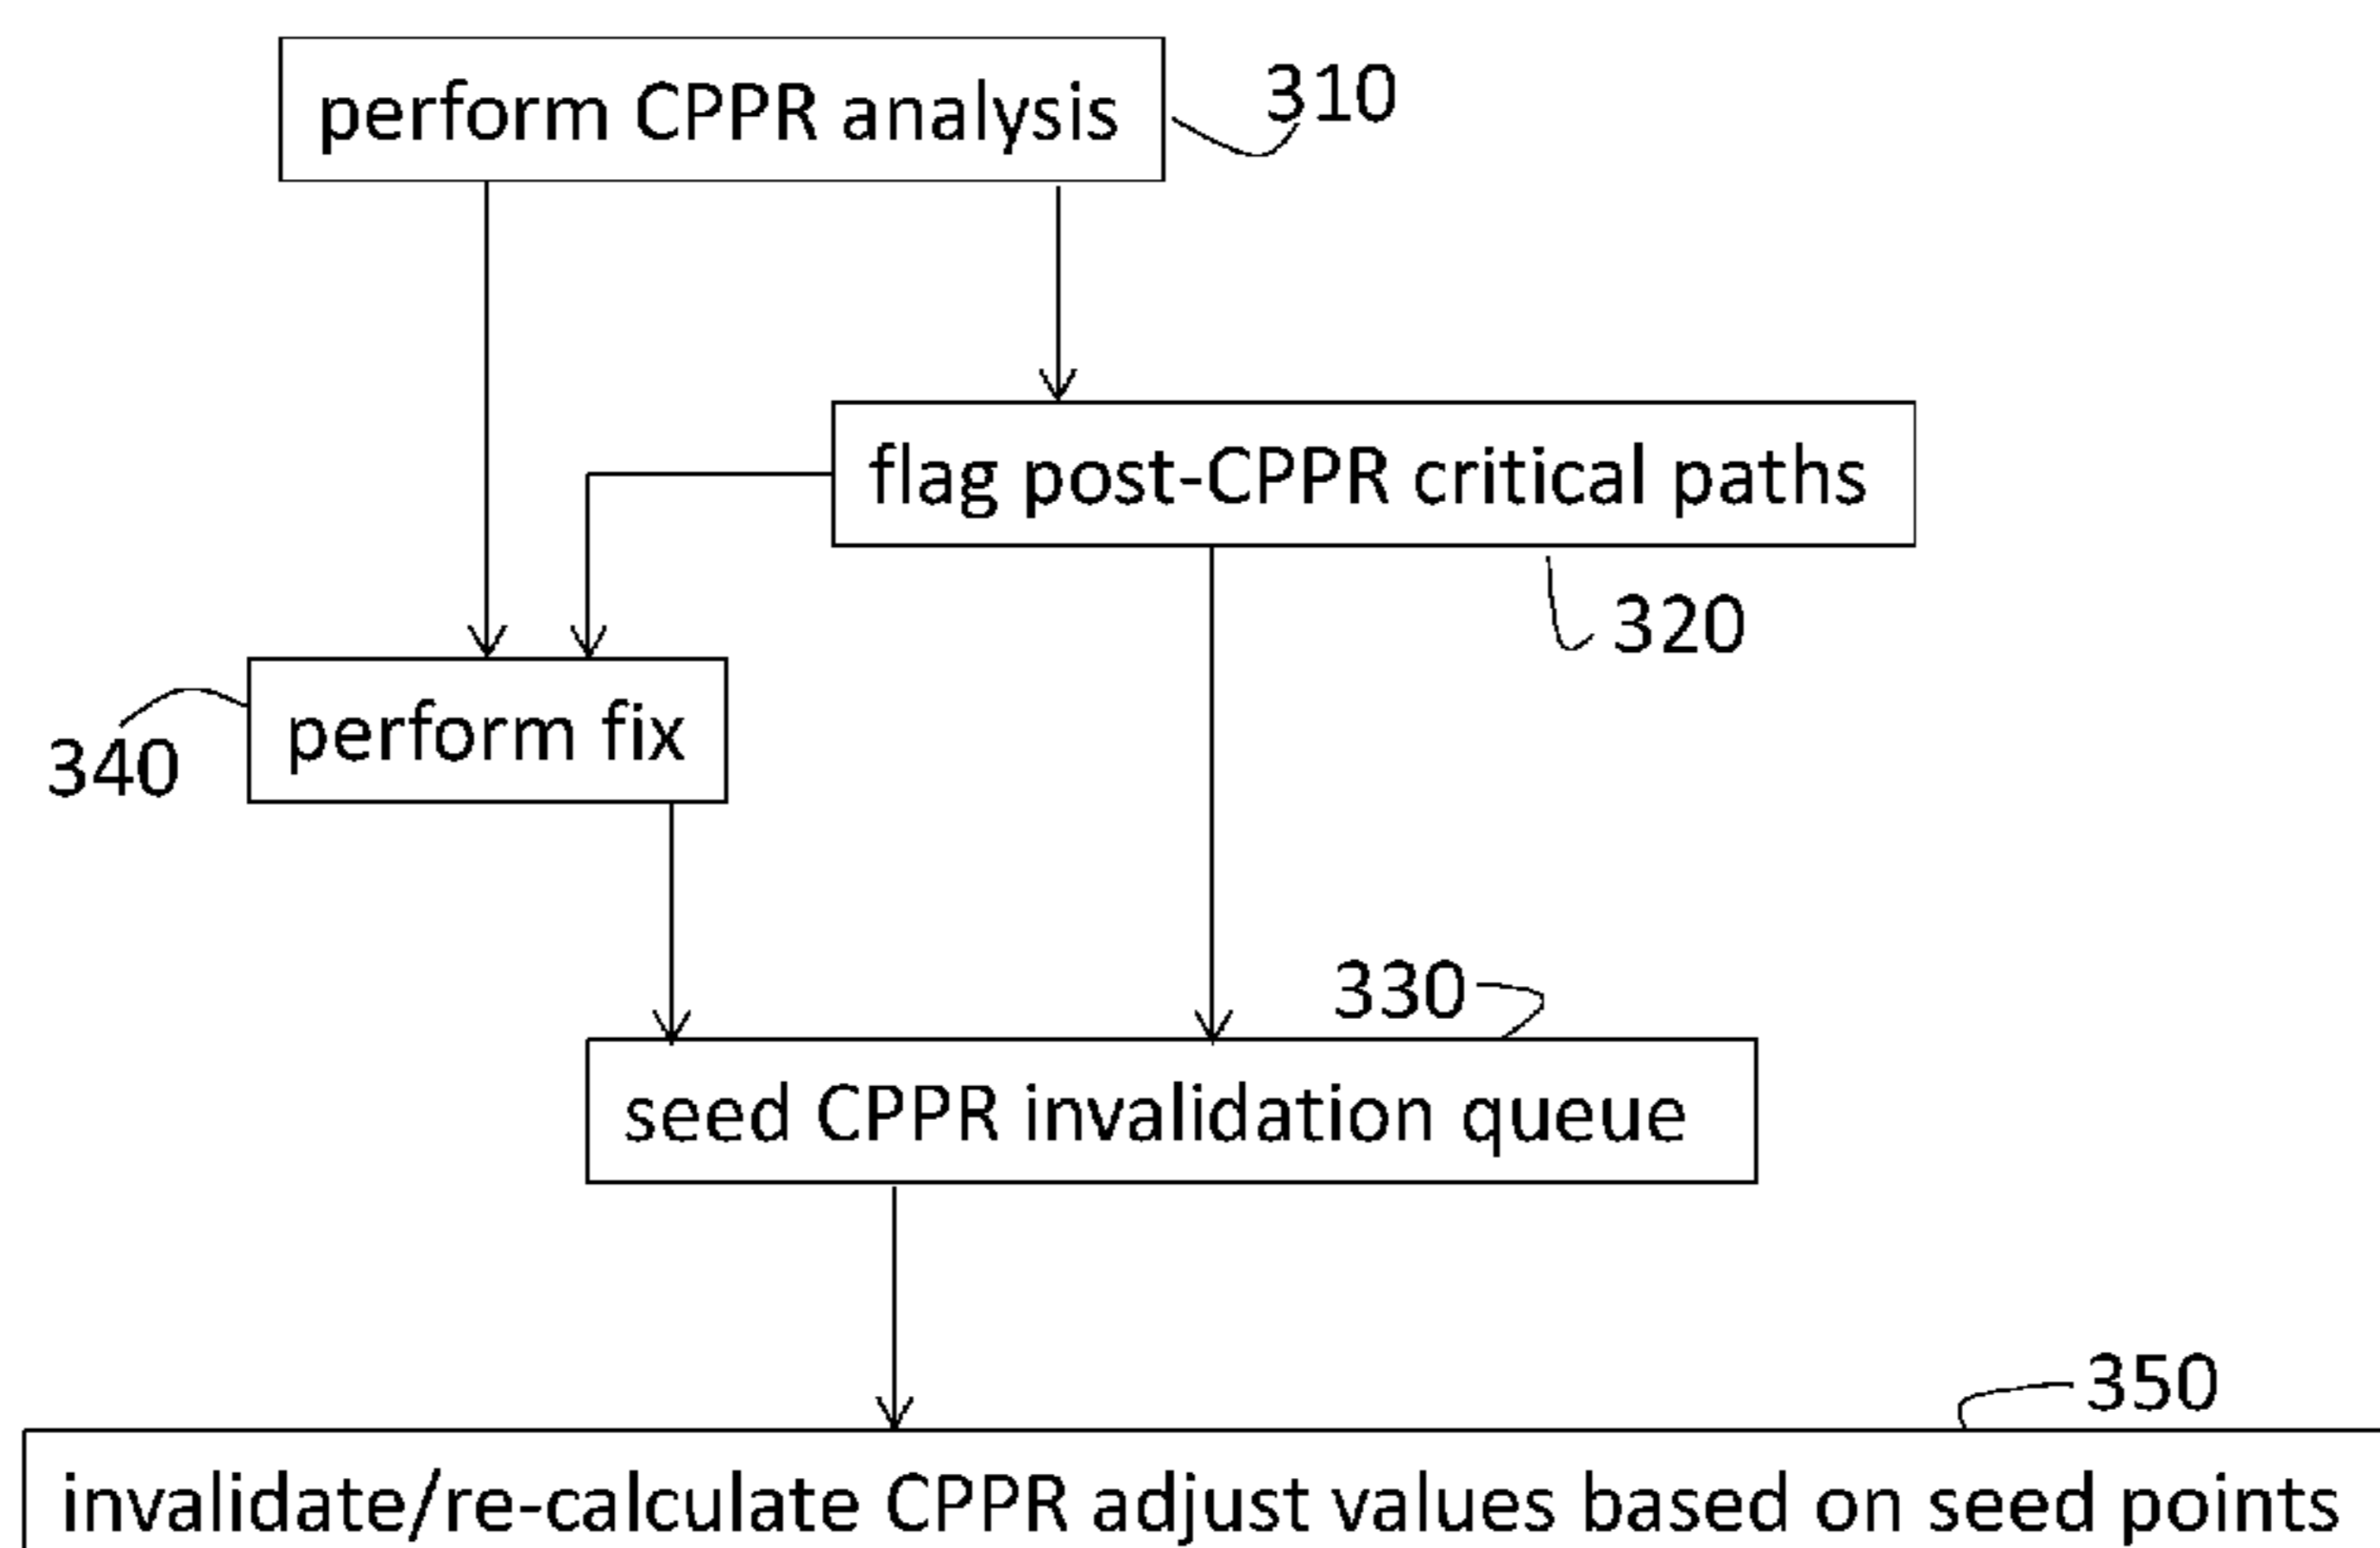 perform CPPR analysis
310
flag post-CPPR critical paths
320
perform fix
340
330
seed CPPR invalidation queue
350
invalidate/re-calculate CPPR adjust values based on seed points